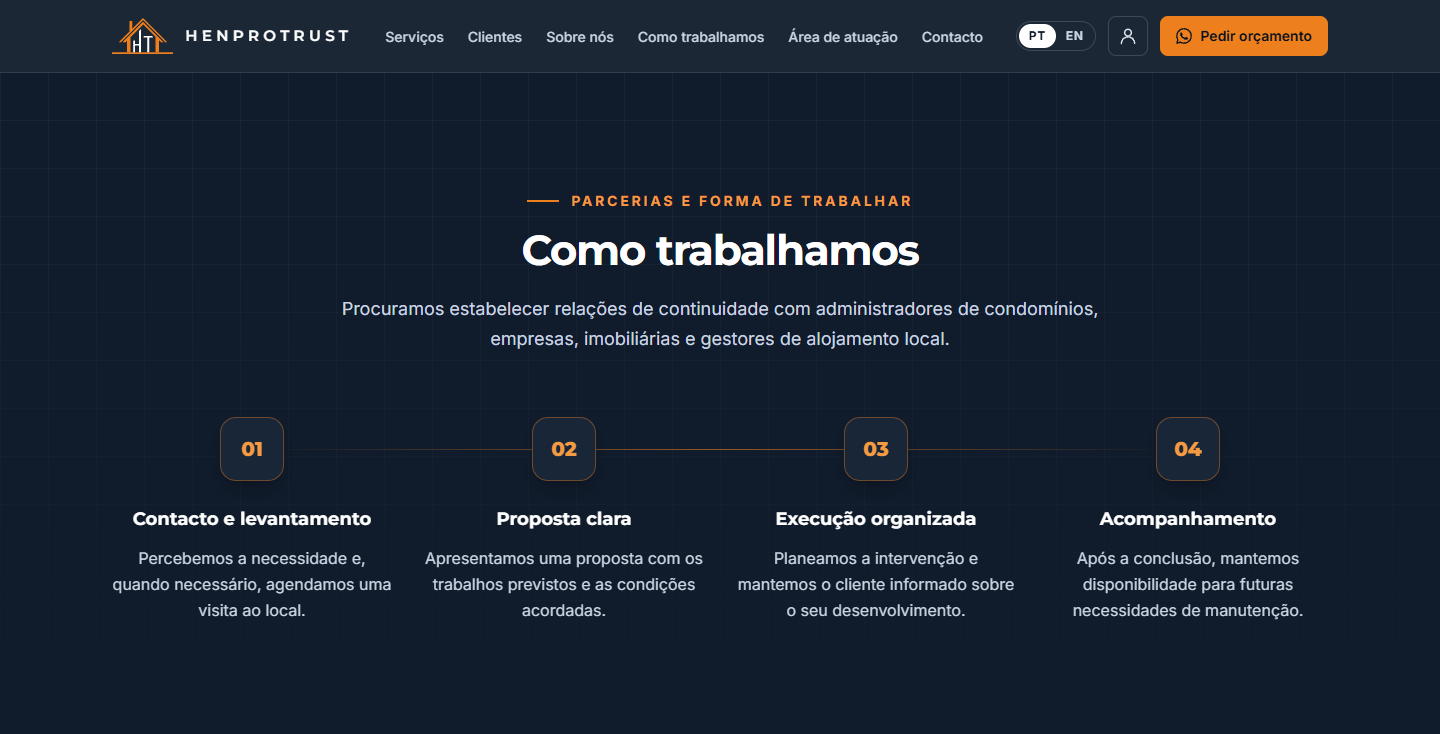 HT
HENPROTRUST
Serviços
Clientes
Sobre nós
Como trabalhamos
Área de atuação
Contacto
PT
EN
Pedir orçamento
PARCERIAS E FORMA DE TRABALHAR
Como trabalhamos
Procuramos estabelecer relações de continuidade com administradores de condomínios,
empresas, imobiliárias e gestores de alojamento local.
01
Contacto e levantamento
Percebemos a necessidade e,
quando necessário, agendamos uma
visita ao local.
02
Proposta clara
Apresentamos uma proposta com os
trabalhos previstos e as condições
acordadas.
03
Execução organizada
Planeamos a intervenção e
mantemos o cliente informado sobre
o seu desenvolvimento.
04
Acompanhamento
Após a conclusão, mantemos
disponibilidade para futuras
necessidades de manutenção.